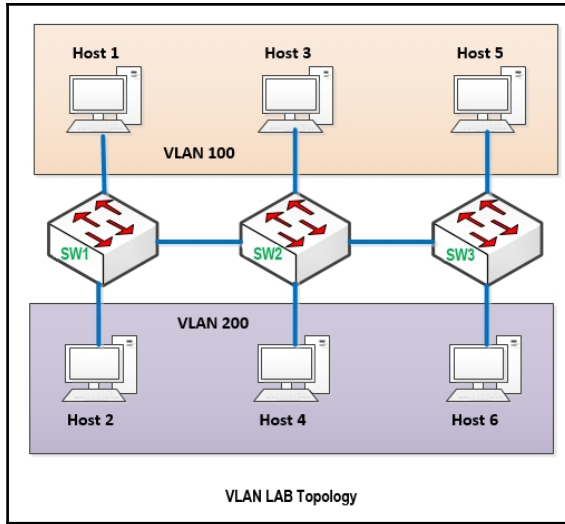 Host 1
Host 3
Host 5
VLAN 100
SW1
SW2
SW3
VLAN 200
Host 2
Host 4
Host 6
VLAN LAB Topology